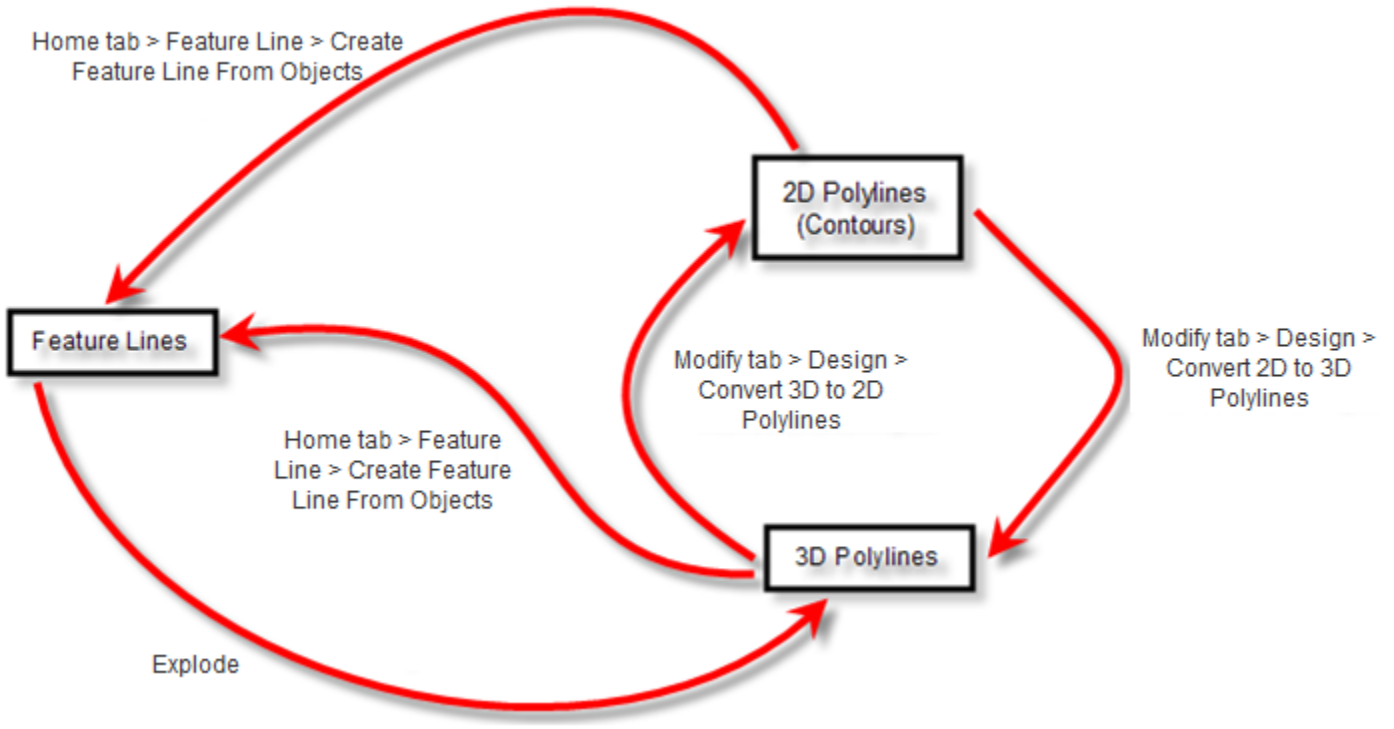 Home tab > Feature Line > Create
Feature Line From Objects
2D Polylines
(Contours)
Feature Lines
Modify tab > Design >
Convert 3D to 2D
Polylines
Modify tab > Design >
Convert 2D to 3D
Polylines
Home tab > Feature
Line > Create Feature
Line From Objects
3D Polylines
Explode